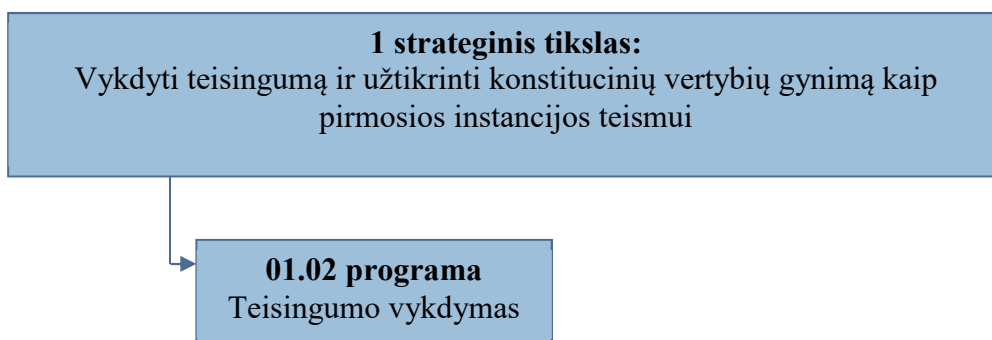 1 strateginis tikslas:
Vykdyti teisingumą ir užtikrinti konstitucinių vertybių gynimą kaip
pirmosios instancijos teismui
01.02 programa
Teisingumo vykdymas